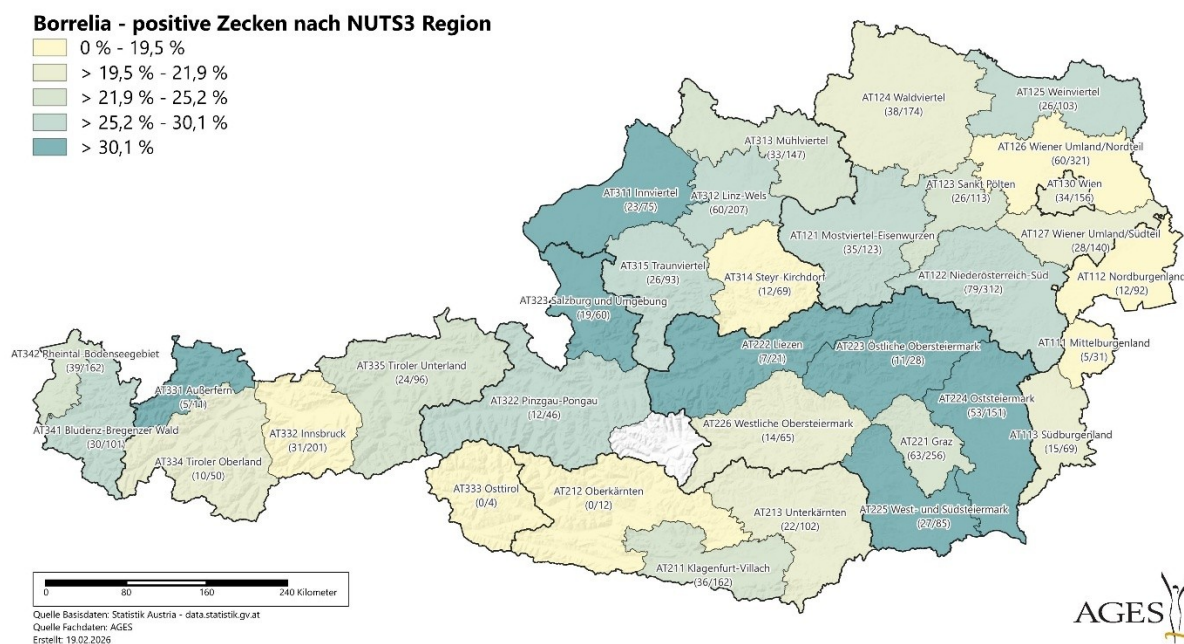 Borrelia - positive Zecken nach NUTS3 Region
0 % - 19,5 %
> 19,5 % - 21,9 %
> 21,9 % - 25,2 %
> 25,2 % - 30,1 %
> 30,1 %
AT124 Waldviertel
(38/174)
AT125 Weinviertel
(26/103)
AT313 Mühlviertel
(33/147)
AT126 Wiener Umland/Nordteil
(60/321)
AT311 Innviertel
(23/75)
AT312 Linz-Wels
(60/207)
AT123 Sankt Pölten
(26/113)
AT130 Wien
(34/156)
AT121 Mostviertel-Eisenwurzen
(35/123)
AT127 Wiener Umland/Südteil
(28/140)
AT315 Traunviertel
(26/93)
AT314 Steyr-Kirchdorf
(12/69)
AT122 Niederösterreich-Süd
(79/312)
AT112 Nordburgenland
(12/92)
AT323 Salzburg und Umgebung
(19/60)
AT222 Liezen
(7/21)
AT223 Östliche Obersteiermark
(11/28)
AT111 Mittelburgenland
(5/31)
AT342 Rheintal-Bodenseegebiet
(39/162)
AT335 Tiroler Unterland
(24/96)
AT331 Außerfern
(5/11)
AT322 Pinzgau-Pongau
(12/46)
AT224 Oststeiermark
(53/151)
AT341 Bludenz-Bregenzer Wald
(30/101)
AT332 Innsbruck
(31/201)
AT226 Westliche Obersteiermark
(14/65)
AT221 Graz
(63/256)
AT113 Südburgenland
(15/69)
AT334 Tiroler Oberland
(10/50)
AT333 Osttirol
(0/4)
AT212 Oberkärnten
(0/12)
AT213 Unterkärnten
(22/102)
AT225 West- und Südsteiermark
(27/85)
AT211 Klagenfurt-Villach
(36/162)
0 80 160 240 Kilometer
Quelle Basisdaten: Statistik Austria - data.statistik.gv.at
Quelle Fachdaten: AGES
Erstellt: 19.02.2026
AGES